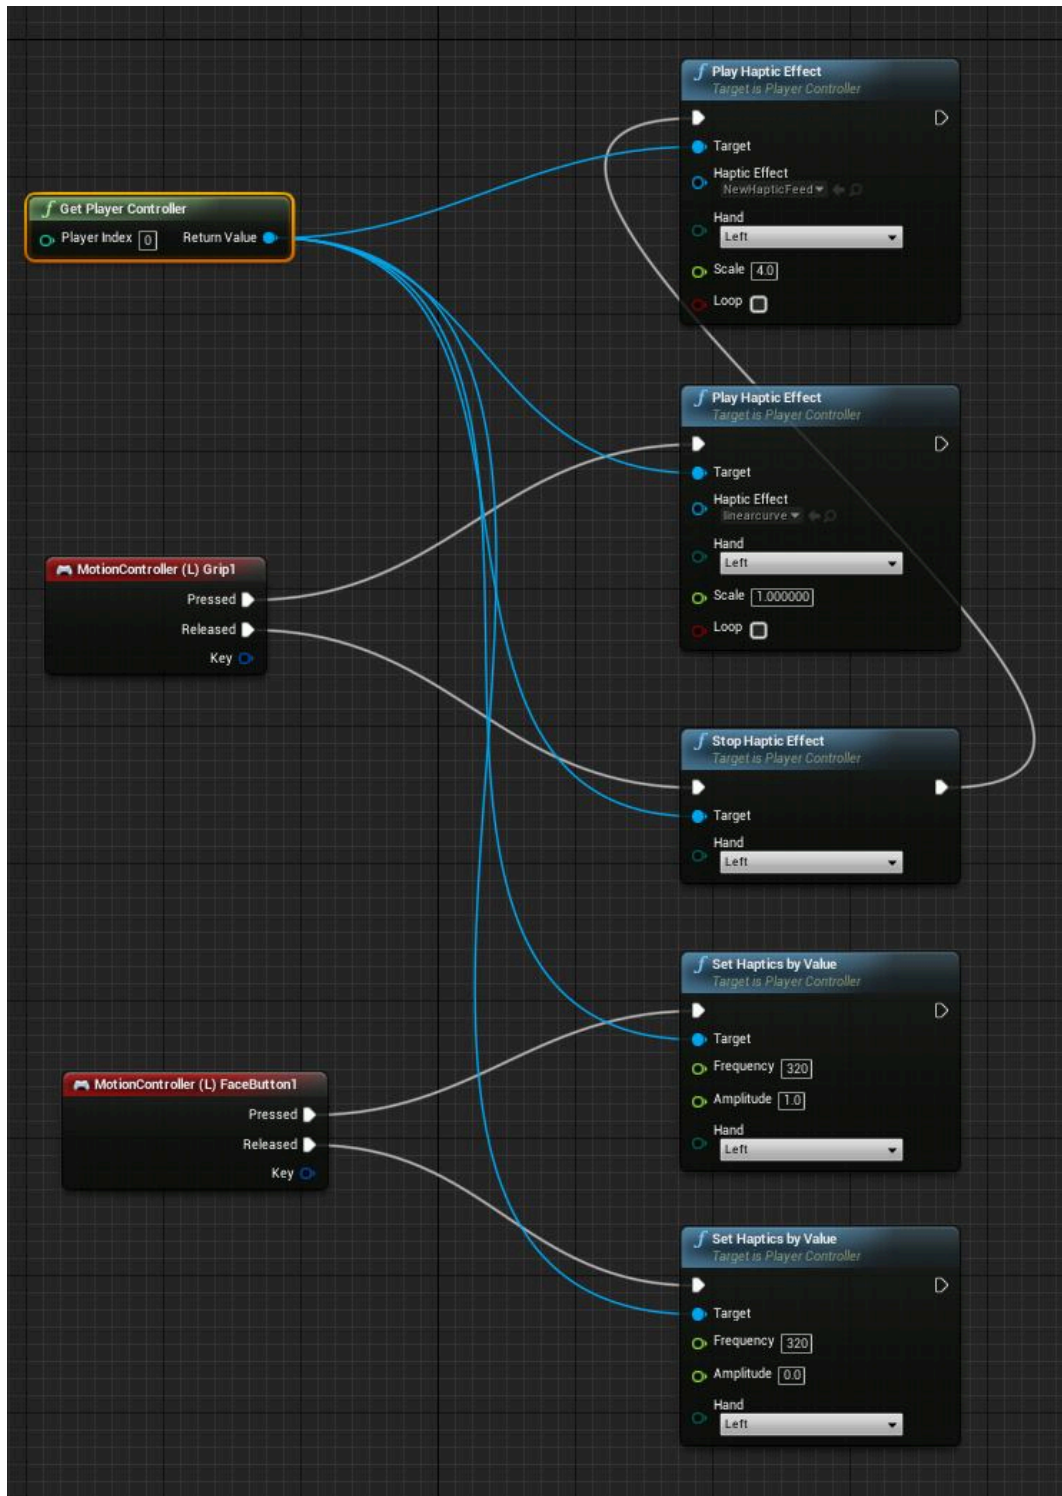 Play Haptic Effect
Target is Player Controller
Target
Haptic Effect
NewHapticFeed
Hand
Left
Scale 4.0
Loop
Get Player Controller
Player Index 0 Return Value
Play Haptic Effect
Target is Player Controller
Target
Haptic Effect
linearcurve
Hand
Left
Scale 1.000000
Loop
MotionController (L) Grip1
Pressed
Released
Key
Stop Haptic Effect
Target is Player Controller
Target
Hand
Left
Set Haptics by Value
Target is Player Controller
Target
Frequency 320
Amplitude 1.0
Hand
Left
MotionController (L) FaceButton1
Pressed
Released
Key
Set Haptics by Value
Target is Player Controller
Target
Frequency 320
Amplitude 0.0
Hand
Left